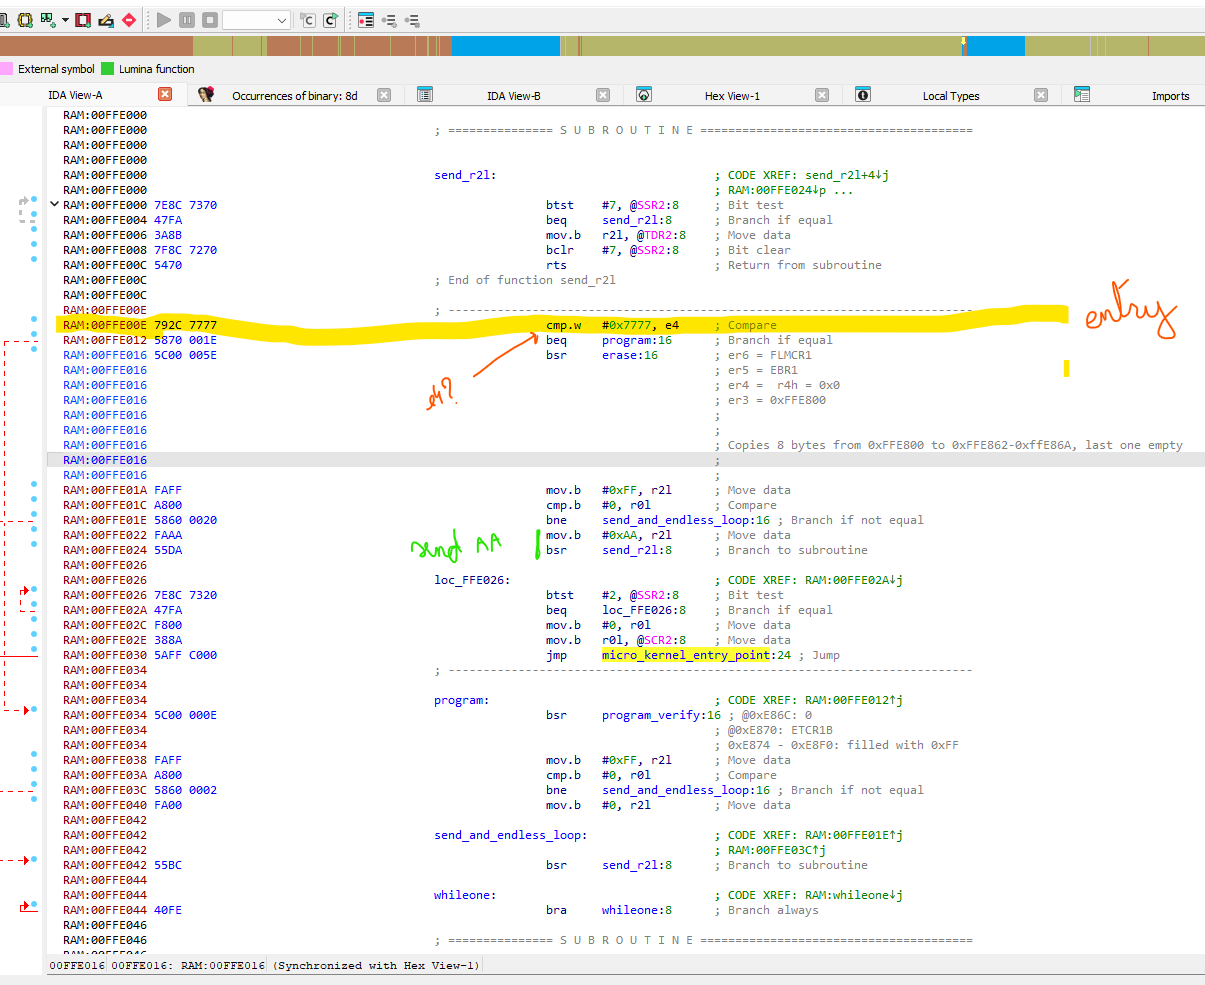 External symbol Lumina function
IDA View-A Occurrences of binary: 8d IDA View-B Hex View-1 Local Types Imports
RAM:00FFE000
RAM:00FFE000 ; =============== S U B R O U T I N E =======================================
RAM:00FFE000
RAM:00FFE000
RAM:00FFE000 send_r2l: ; CODE XREF: send_r2l+4↓j
RAM:00FFE000 ; RAM:00FFE024↓p ...
RAM:00FFE000 7E8C 7370 btst #7, @SSR2:8 ; Bit test
RAM:00FFE004 47FA beq send_r2l:8 ; Branch if equal
RAM:00FFE006 3A8B mov.b r2l, @TDR2:8 ; Move data
RAM:00FFE008 7F8C 7270 bclr #7, @SSR2:8 ; Bit clear
RAM:00FFE00C 5470 rts ; Return from subroutine
RAM:00FFE00C ; End of function send_r2l
RAM:00FFE00C
RAM:00FFE00E ; ---------------------------------------------------------------------------
RAM:00FFE00E 792C 7777 cmp.w #0x7777, e4 ; Compare entry
RAM:00FFE012 5870 001E beq program:16 ; Branch if equal
RAM:00FFE016 5C00 005E bsr erase:16 ; er6 = FLMCR1
RAM:00FFE016 ; er5 = EBR1
RAM:00FFE016 ; er4 = r4h = 0x0
e4?
RAM:00FFE016 ; er3 = 0xFFE800
RAM:00FFE016 ;
RAM:00FFE016 ;
RAM:00FFE016 ; Copies 8 bytes from 0xFFE800 to 0xFFE862-0xffE86A, last one empty
RAM:00FFE016 ;
RAM:00FFE016 ;
RAM:00FFE01A FAFF mov.b #0xFF, r2l ; Move data
RAM:00FFE01C A800 cmp.b #0, r0l ; Compare
RAM:00FFE01E 5860 0020 bne send_and_endless_loop:16 ; Branch if not equal
RAM:00FFE022 FAAA mov.b #0xAA, r2l ; Move data
send AA
RAM:00FFE024 55DA bsr send_r2l:8 ; Branch to subroutine
RAM:00FFE026
RAM:00FFE026 loc_FFE026: ; CODE XREF: RAM:00FFE02A↓j
RAM:00FFE026 7E8C 7320 btst #2, @SSR2:8 ; Bit test
RAM:00FFE02A 47FA beq loc_FFE026:8 ; Branch if equal
RAM:00FFE02C F800 mov.b #0, r0l ; Move data
RAM:00FFE02E 388A mov.b r0l, @SCR2:8 ; Move data
RAM:00FFE030 5AFF C000 jmp micro_kernel_entry_point:24 ; Jump
RAM:00FFE034 ; ---------------------------------------------------------------------------
RAM:00FFE034
RAM:00FFE034 program: ; CODE XREF: RAM:00FFE012↑j
RAM:00FFE034 5C00 000E bsr program_verify:16 ; @0xE86C: 0
RAM:00FFE034 ; @0xE870: ETCR1B
RAM:00FFE034 ; 0xE874 - 0xE8F0: filled with 0xFF
RAM:00FFE038 FAFF mov.b #0xFF, r2l ; Move data
RAM:00FFE03A A800 cmp.b #0, r0l ; Compare
RAM:00FFE03C 5860 0002 bne send_and_endless_loop:16 ; Branch if not equal
RAM:00FFE040 FA00 mov.b #0, r2l ; Move data
RAM:00FFE042
RAM:00FFE042 send_and_endless_loop: ; CODE XREF: RAM:00FFE01E↑j
RAM:00FFE042 ; RAM:00FFE03C↑j
RAM:00FFE042 55BC bsr send_r2l:8 ; Branch to subroutine
RAM:00FFE044
RAM:00FFE044 whileone: ; CODE XREF: RAM:whileone↓j
RAM:00FFE044 40FE bra whileone:8 ; Branch always
RAM:00FFE046
RAM:00FFE046 ; =============== S U B R O U T I N E =======================================
00FFE016 00FFE016: RAM:00FFE016 (Synchronized with Hex View-1)